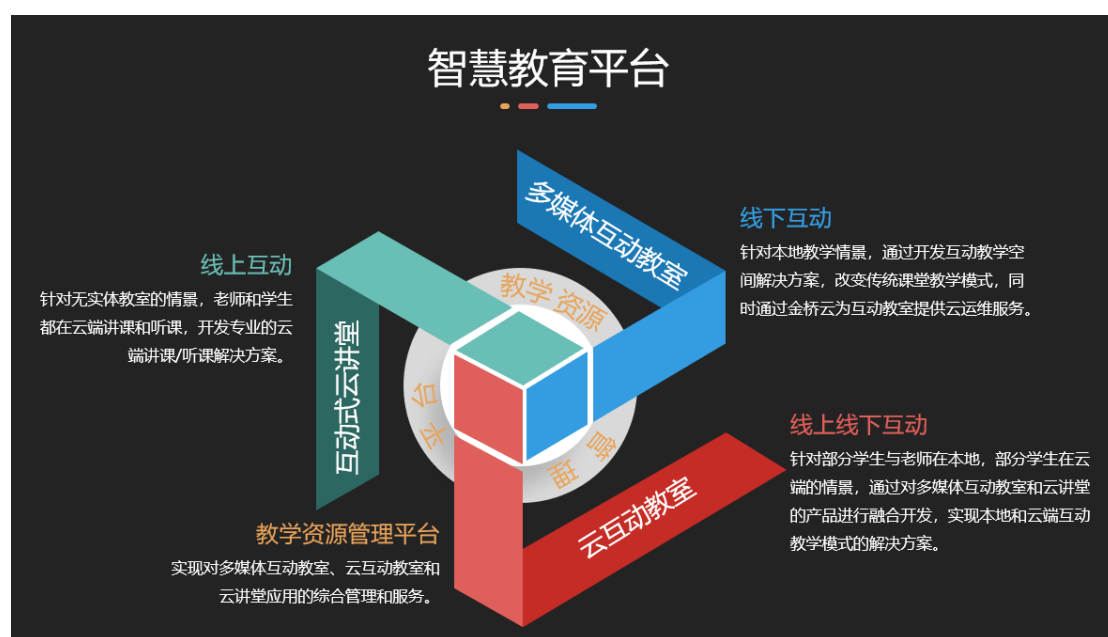 智慧教育平台
多媒体互动教室
线下互动
针对本地教学情景，通过开发互动教学空
间解决方案，改变传统课堂教学模式，同
时通过金桥云为互动教室提供云运维服务。
线上互动
针对无实体教室的情景，老师和学生
都在云端讲课和听课，开发专业的云
端讲课/听课解决方案。
互动式云讲堂
教学 资源
管理
平台
线上线下互动
针对部分学生与老师在本地，部分学生在云
端的情景，通过对多媒体互动教室和云讲堂
的产品进行融合开发，实现本地和云端互动
教学模式的解决方案。
云互动教室
教学资源管理平台
实现对多媒体互动教室、云互动教室和
云讲堂应用的综合管理和服务。